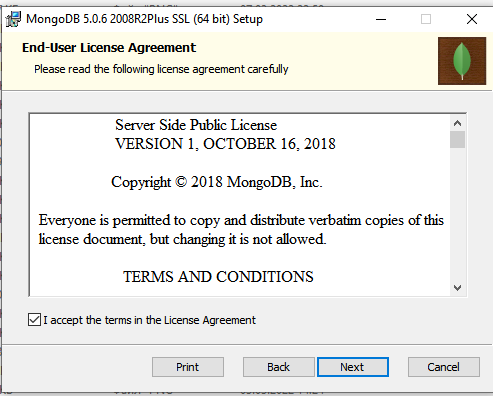 MongoDB 5.0.6 2008R2Plus SSL (64 bit) Setup
End-User License Agreement
Please read the following license agreement carefully
Server Side Public License
VERSION 1, OCTOBER 16, 2018
Copyright © 2018 MongoDB, Inc.
Everyone is permitted to copy and distribute verbatim copies of this
license document, but changing it is not allowed.
TERMS AND CONDITIONS
I accept the terms in the License Agreement
Print
Back
Next
Cancel